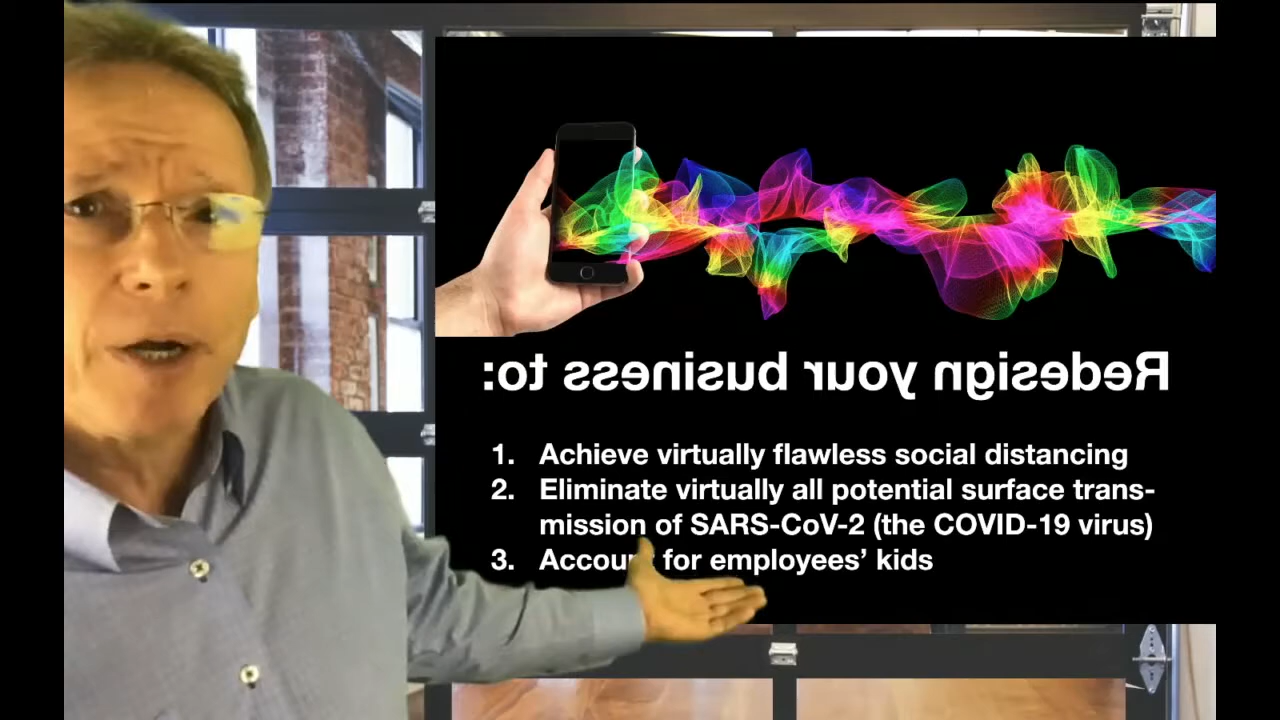 Redesign your business to:
1. Achieve virtually flawless social distancing
2. Eliminate virtually all potential surface trans-
mission of SARS-CoV-2 (the COVID-19 virus)
3. Accoun for employees' kids